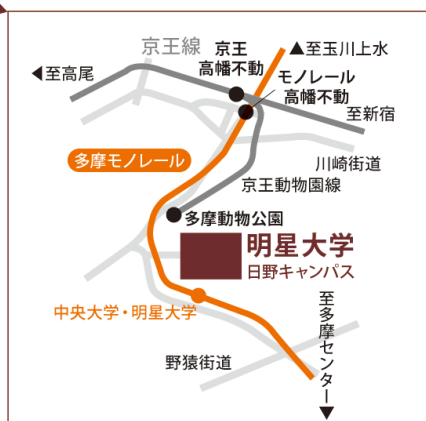 京王線
京王
高幡不動
▲至玉川上水
◀至高尾
モノレール
高幡不動
至新宿
多摩モノレール
川崎街道
京王動物園線
多摩動物公園
明星大学
日野キャンパス
中央大学・明星大学
至多摩センター▼
野猿街道